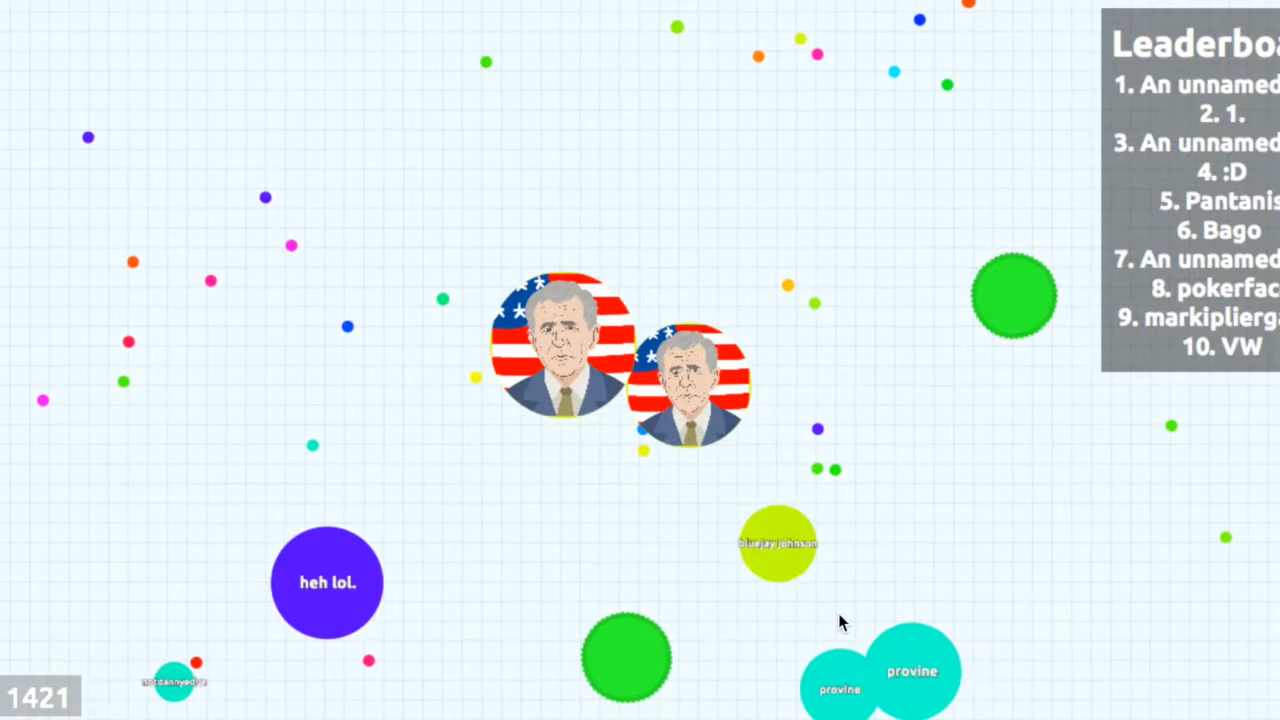 Leaderboa
1. An unnamed
2. 1.
3. An unnamed
4. :D
5. Pantanis
6. Bago
7. An unnamed
8. pokerfac
9. markiplierga
10. VW
bluejay johnson
heh lol.
provine
provine
notdannyedge
1421